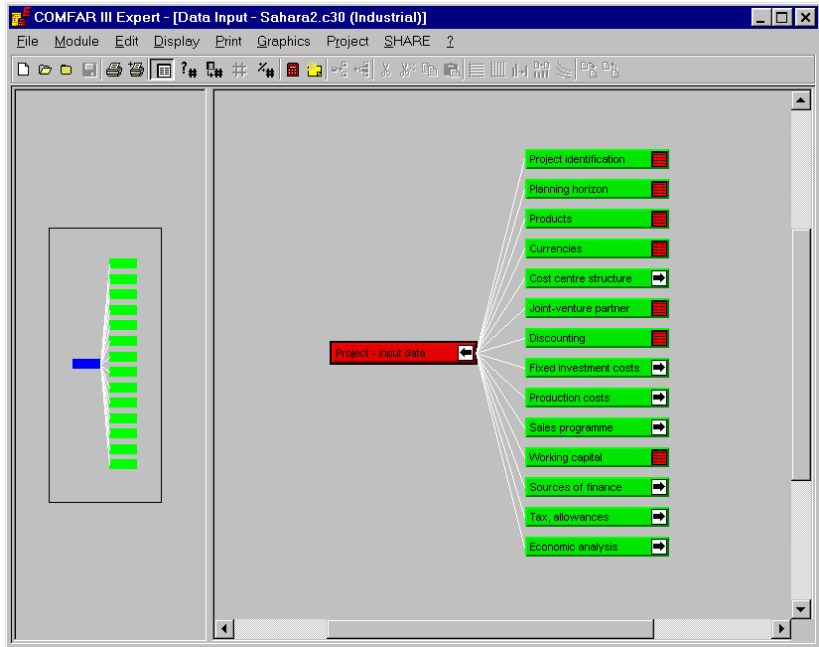 COMFAR III Expert - [Data Input - Sahara2.c30 (Industrial)]
File Module Edit Display Print Graphics Project SHARE ?
Project identification
Planning horizon
Products
Currencies
Cost centre structure
Joint-venture partner
Discounting
Project - input data
Fixed investment costs
Production costs
Sales programme
Working capital
Sources of finance
Tax, allowances
Economic analysis